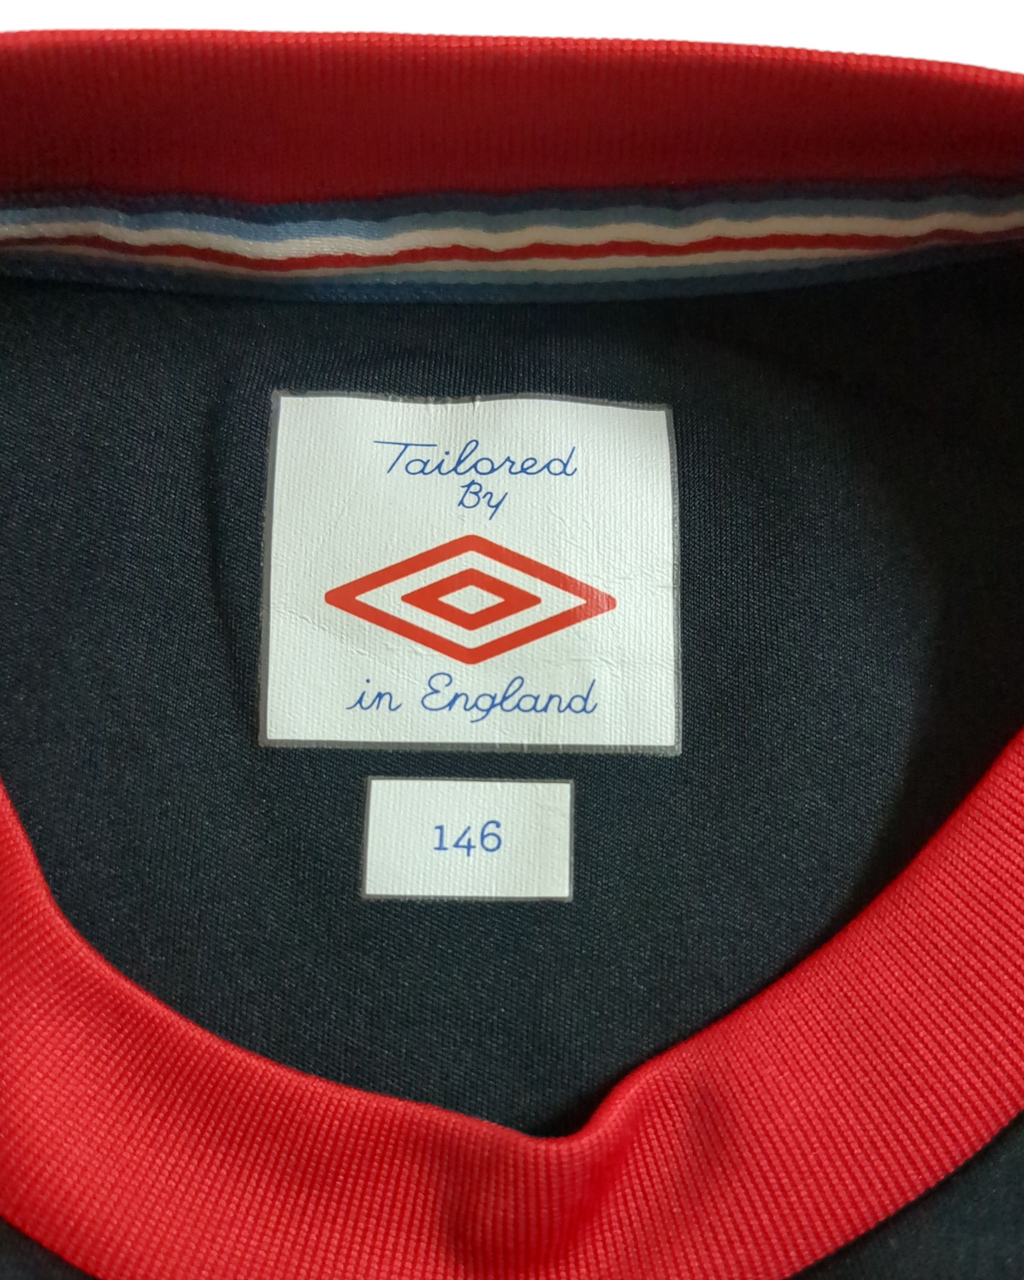 Tailored
By
in England
146